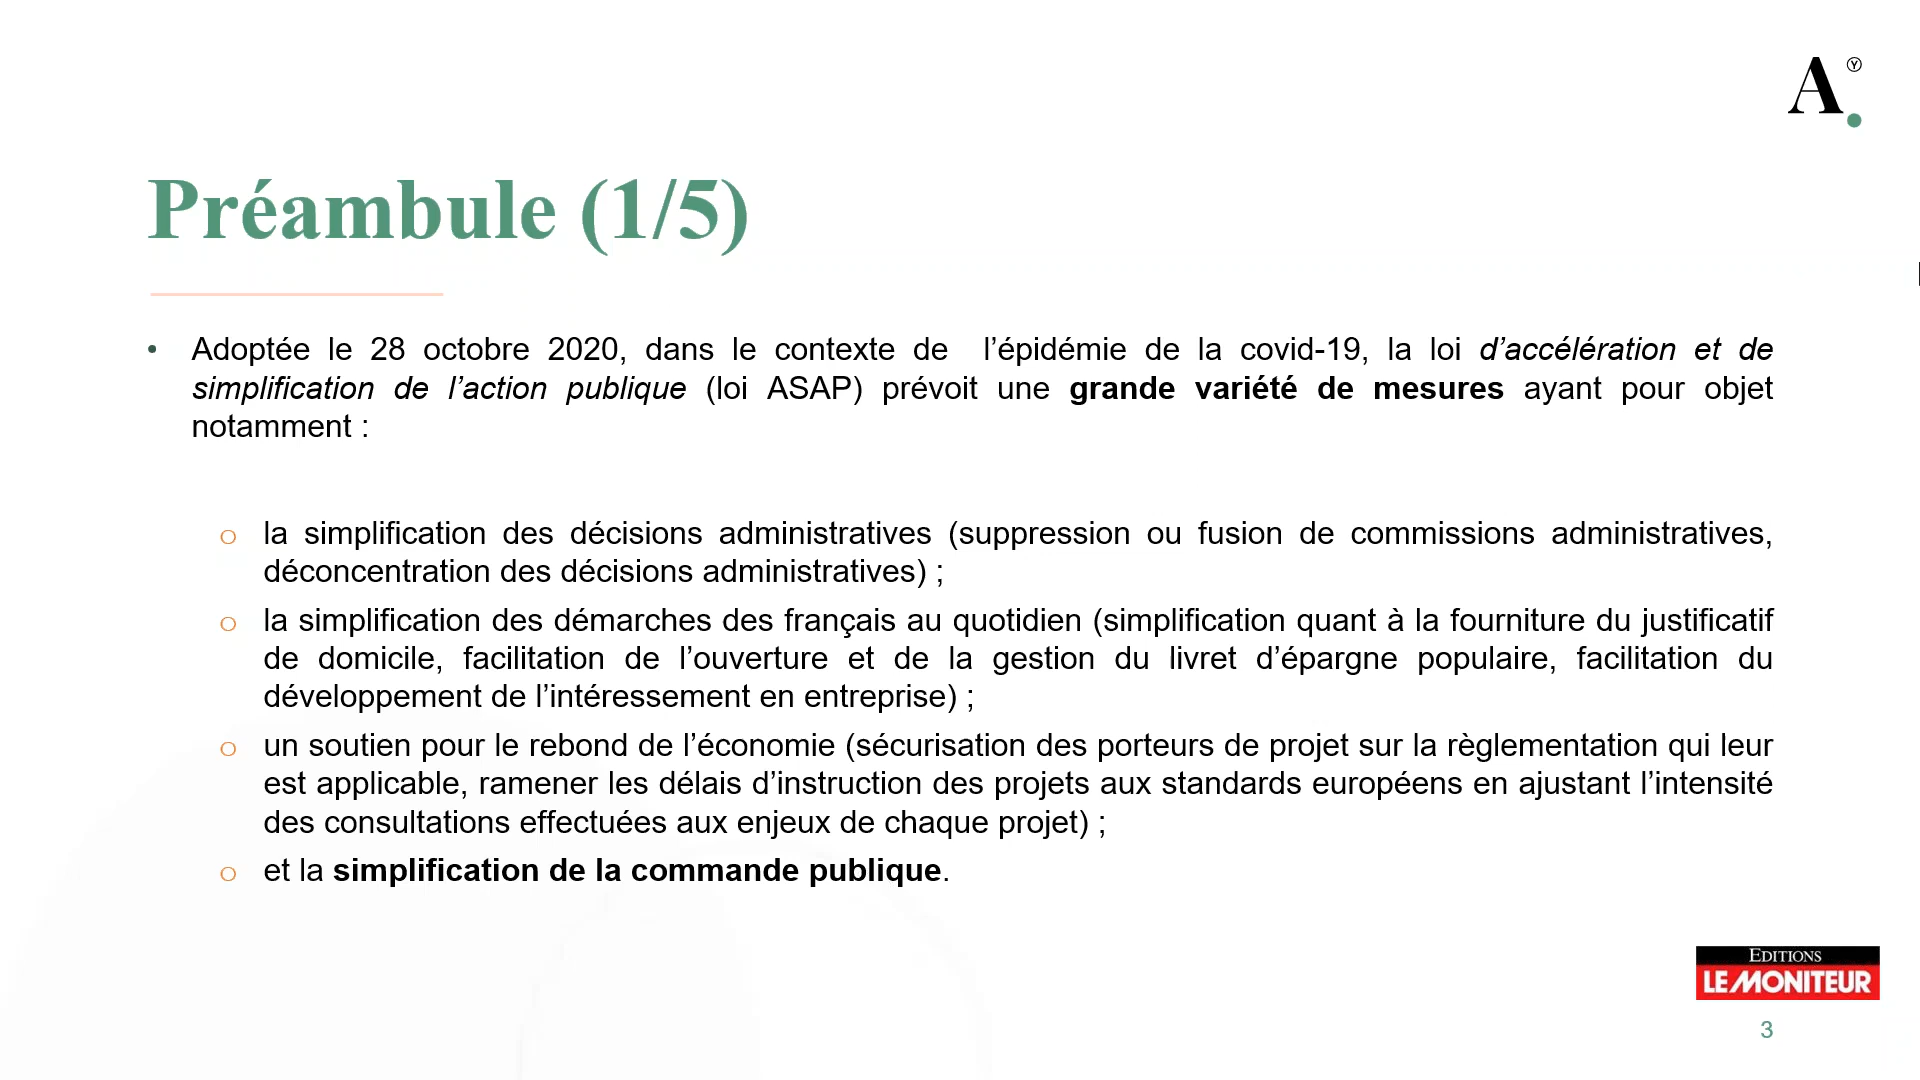 A
Préambule (1/5)
• Adoptée le 28 octobre 2020, dans le contexte de l’épidémie de la covid-19, la loi d’accélération et de
simplification de l’action publique (loi ASAP) prévoit une grande variété de mesures ayant pour objet
notamment :
o la simplification des décisions administratives (suppression ou fusion de commissions administratives,
déconcentration des décisions administratives) ;
o la simplification des démarches des français au quotidien (simplification quant à la fourniture du justificatif
de domicile, facilitation de l’ouverture et de la gestion du livret d’épargne populaire, facilitation du
développement de l’intéressement en entreprise) ;
o un soutien pour le rebond de l’économie (sécurisation des porteurs de projet sur la règlementation qui leur
est applicable, ramener les délais d’instruction des projets aux standards européens en ajustant l’intensité
des consultations effectuées aux enjeux de chaque projet) ;
o et la simplification de la commande publique.
EDITIONS
LE MONITEUR
3